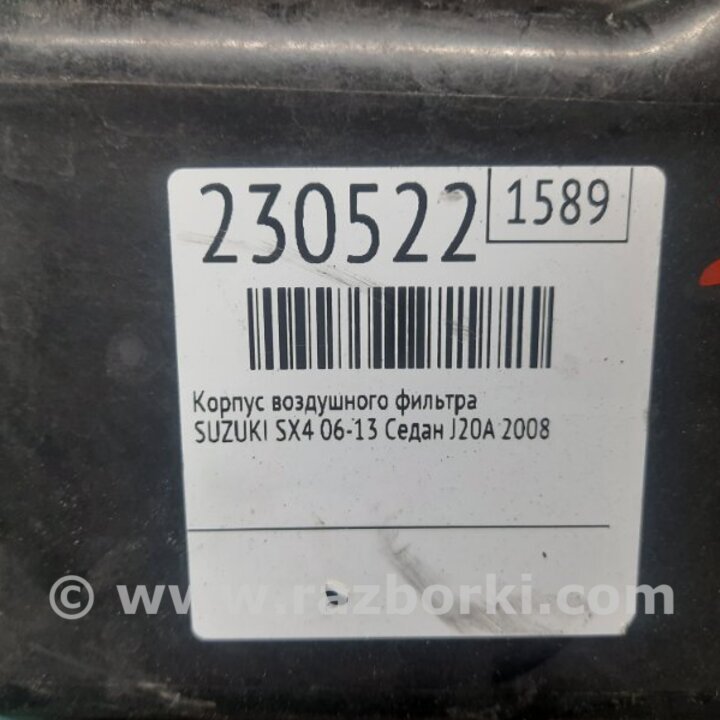 230522
1589
Корпус воздушного фильтра
SUZUKI SX4 06-13 Седан J20A 2008
© www.razborki.com